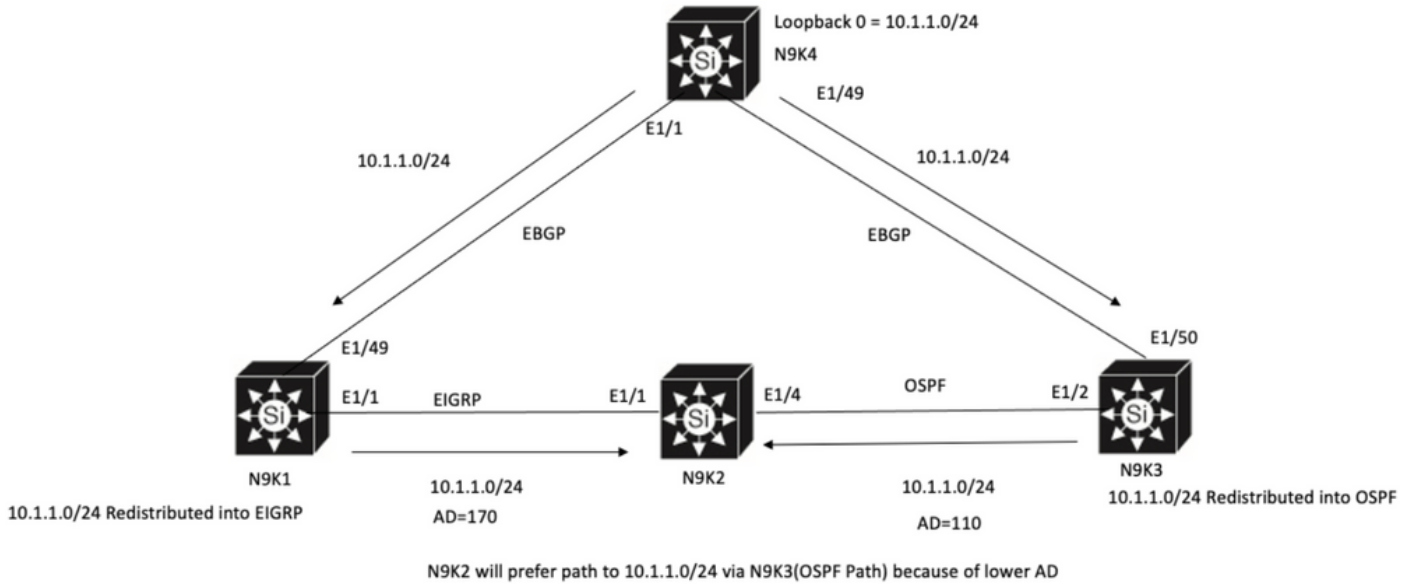 Loopback 0 = 10.1.1.0/24
Si
N9K4
E1/49
E1/1
10.1.1.0/24
10.1.1.0/24
EBGP
EBGP
E1/49
E1/50
E1/1
EIGRP
E1/1
E1/4
OSPF
E1/2
Si
Si
Si
N9K1
N9K2
N9K3
10.1.1.0/24 Redistributed into EIGRP
10.1.1.0/24
AD=170
10.1.1.0/24
AD=110
10.1.1.0/24 Redistributed into OSPF
N9K2 will prefer path to 10.1.1.0/24 via N9K3(OSPF Path) because of lower AD